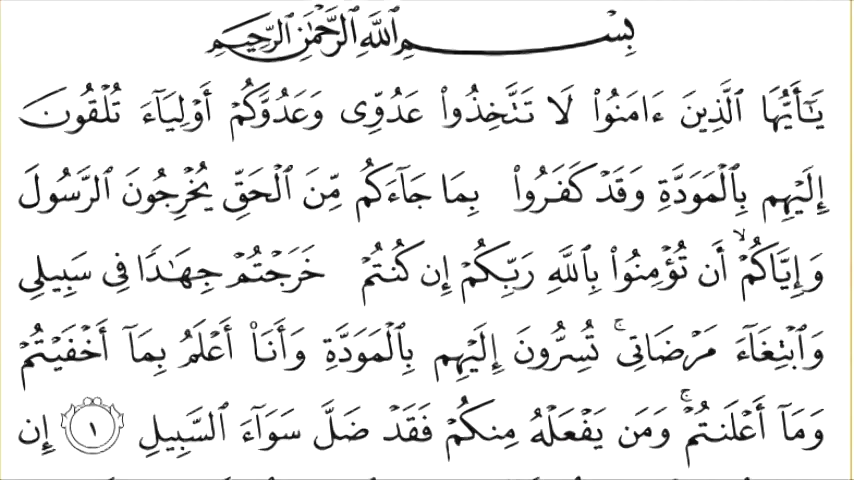 بِسْمِ ٱللَّهِ ٱلرَّحْمَٰنِ ٱلرَّحِيمِ
يَٰٓأَيُّهَا ٱلَّذِينَ ءَامَنُوا۟ لَا تَتَّخِذُوا۟ عَدُوِّى وَعَدُوَّكُمْ أَوْلِيَآءَ تُلْقُونَ
إِلَيْهِم بِٱلْمَوَدَّةِ وَقَدْ كَفَرُوا۟ بِمَا جَآءَكُم مِّنَ ٱلْحَقِّ يُخْرِجُونَ ٱلرَّسُولَ
وَإِيَّاكُمْ ۙ أَن تُؤْمِنُوا۟ بِٱللَّهِ رَبِّكُمْ إِن كُنتُمْ خَرَجْتُمْ جِهَٰدًا فِى سَبِيلِى
وَٱبْتِغَآءَ مَرْضَاتِى ۚ تُسِرُّونَ إِلَيْهِم بِٱلْمَوَدَّةِ وَأَنَا۠ أَعْلَمُ بِمَآ أَخْفَيْتُمْ
وَمَآ أَعْلَنتُمْ ۚ وَمَن يَفْعَلْهُ مِنكُمْ فَقَدْ ضَلَّ سَوَآءَ ٱلسَّبِيلِ ١ إِن